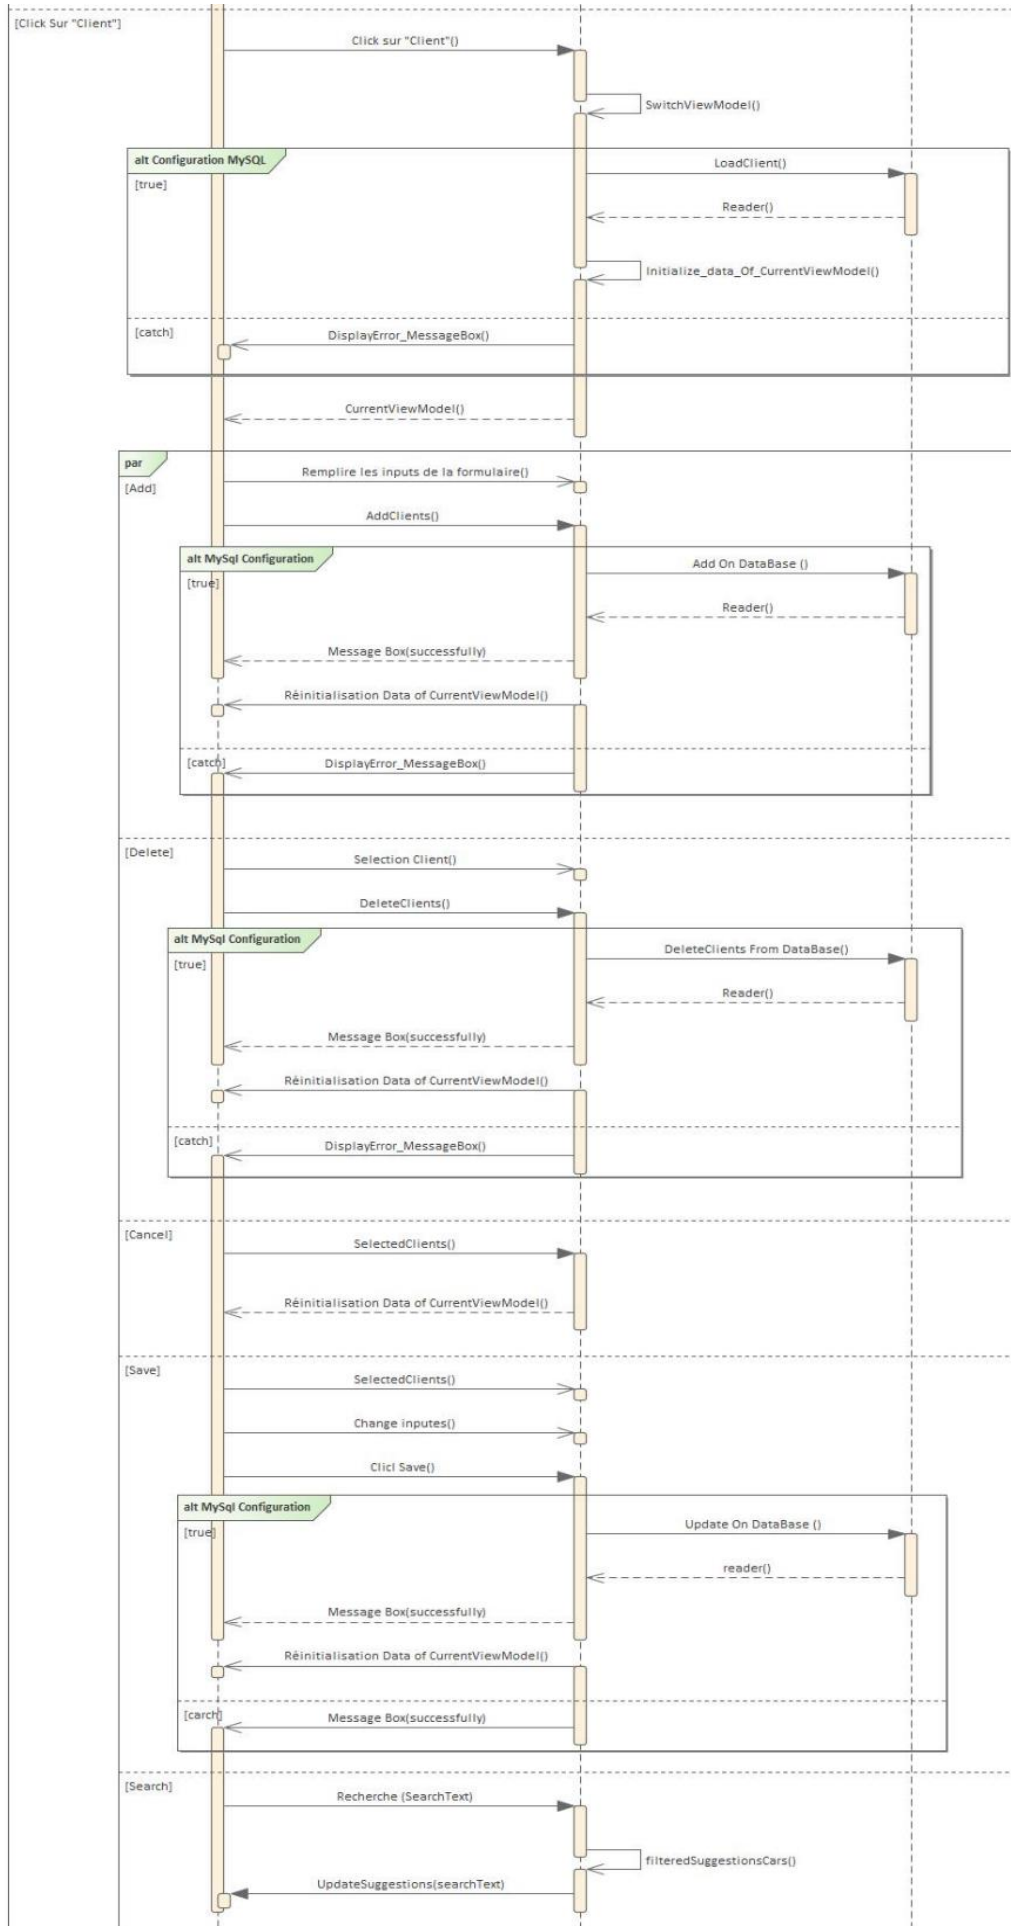 [Click Sur "Client"]
Click sur "Client"()
SwitchViewModel()
alt Configuration MySQL
[true]
LoadClient()
Reader()
Initialize_data_Of_CurrentViewModel()
[catch]
DisplayError_MessageBox()
CurrentViewModel()
par
[Add]
Remplire les inputs de la formulaire()
AddClients()
alt MySql Configuration
[true]
Add On DataBase ()
Reader()
Message Box(successfully)
Réinitialisation Data of CurrentViewModel()
[catch]
DisplayError_MessageBox()
[Delete]
Selection Client()
DeleteClients()
alt MySql Configuration
[true]
DeleteClients From DataBase()
Reader()
Message Box(successfully)
Réinitialisation Data of CurrentViewModel()
[catch]
DisplayError_MessageBox()
[Cancel]
SelectedClients()
Réinitialisation Data of CurrentViewModel()
[Save]
SelectedClients()
Change inputes()
Clicl Save()
alt MySql Configuration
[true]
Update On DataBase ()
reader()
Message Box(successfully)
Réinitialisation Data of CurrentViewModel()
[carch]
Message Box(successfully)
[Search]
Recherche (SearchText)
filteredSuggestionsCars()
UpdateSuggestions(searchText)